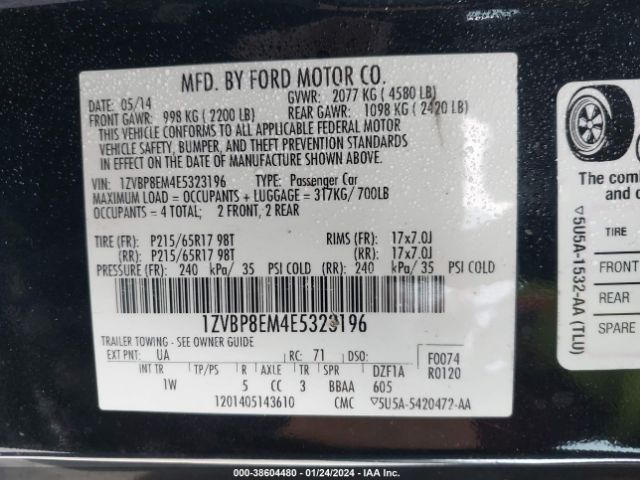 MFD. BY FORD MOTOR CO.
DATE: 05/14 GVWR: 2077 KG ( 4580 LB)
FRONT GAWR: 998 KG ( 2200 LB) REAR GAWR: 1098 KG ( 2420 LB)
THIS VEHICLE CONFORMS TO ALL APPLICABLE FEDERAL MOTOR
VEHICLE SAFETY, BUMPER, AND THEFT PREVENTION STANDARDS
IN EFFECT ON THE DATE OF MANUFACTURE SHOWN ABOVE.
VIN: 1ZVBP8EM4E5323196 TYPE: Passenger Car
MAXIMUM LOAD = OCCUPANTS + LUGGAGE = 317KG/ 700LB
OCCUPANTS = 4 TOTAL; 2 FRONT, 2 REAR
TIRE (FR): P215/65R17 98T RIMS (FR): 17x7.0J
(RR): P215/65R17 98T (RR): 17x7.0J
PRESSURE (FR): 240 kPa/ 35 PSI COLD (RR): 240 kPa/ 35 PSI COLD
1ZVBP8EM4E5323196
TRAILER TOWING - SEE OWNER GUIDE
EXT PNT: UA RC: 71 DSO: F0074
INT TR TP/PS R AXLE TR SPR DZF1A R0120
1W 5 CC 3 BBAA 605
1201405143610 CMC ▽5U5A-5420472-AA
The comb
and o
▽5U5A-1532-AA (TLU)
TIRE
FRONT
REAR
SPARE
000-38604480 - 01/24/2024 - IAA Inc.